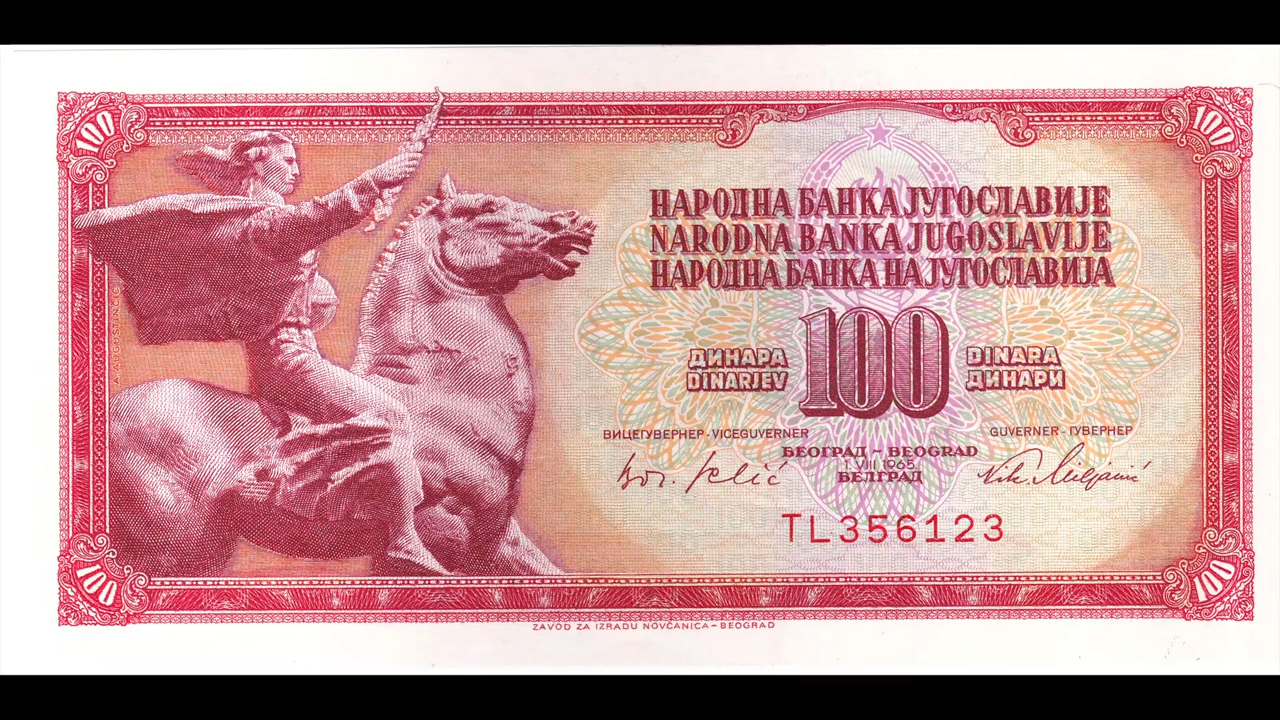 100
100
НАРОДНА БАНКА ЈУГОСЛАВИЈЕ
NARODNA BANKA JUGOSLAVIJE
НАРОДНА БАНКА НА ЈУГОСЛАВИЈА
ДИНАРА
DINARJEV
100
DINARA
ДИНАРИ
ВИЦЕГУВЕРНЕР - VICEGUVERNER
GUVERNER - ГУВЕРНЕР
БЕОГРАД – BEOGRAD
1. VIII 1965
БЕЛГРАД
TL356123
100
100
ZAVOD ZA IZRADU NOVČANICA – BEOGRAD